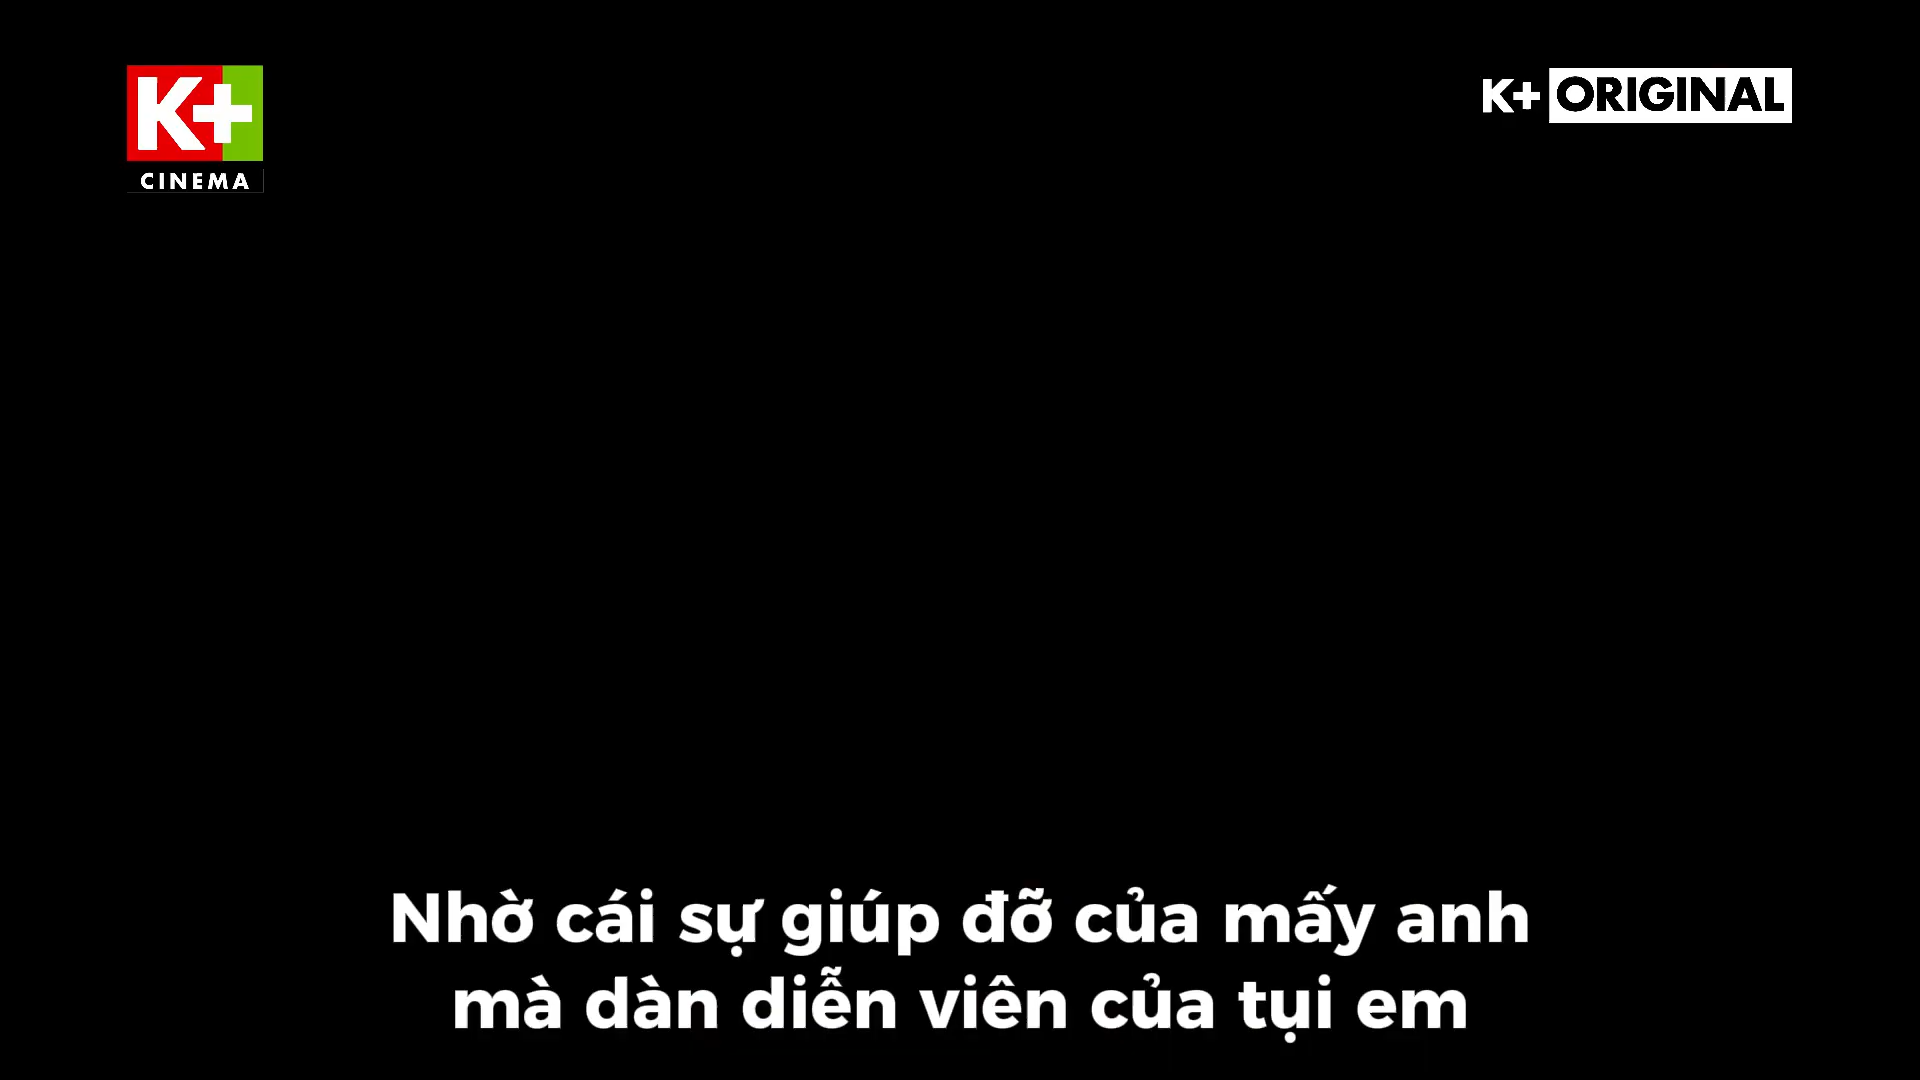 K+
CINEMA
K+ ORIGINAL
Nhờ cái sự giúp đỡ của mấy anh
mà dàn diễn viên của tụi em